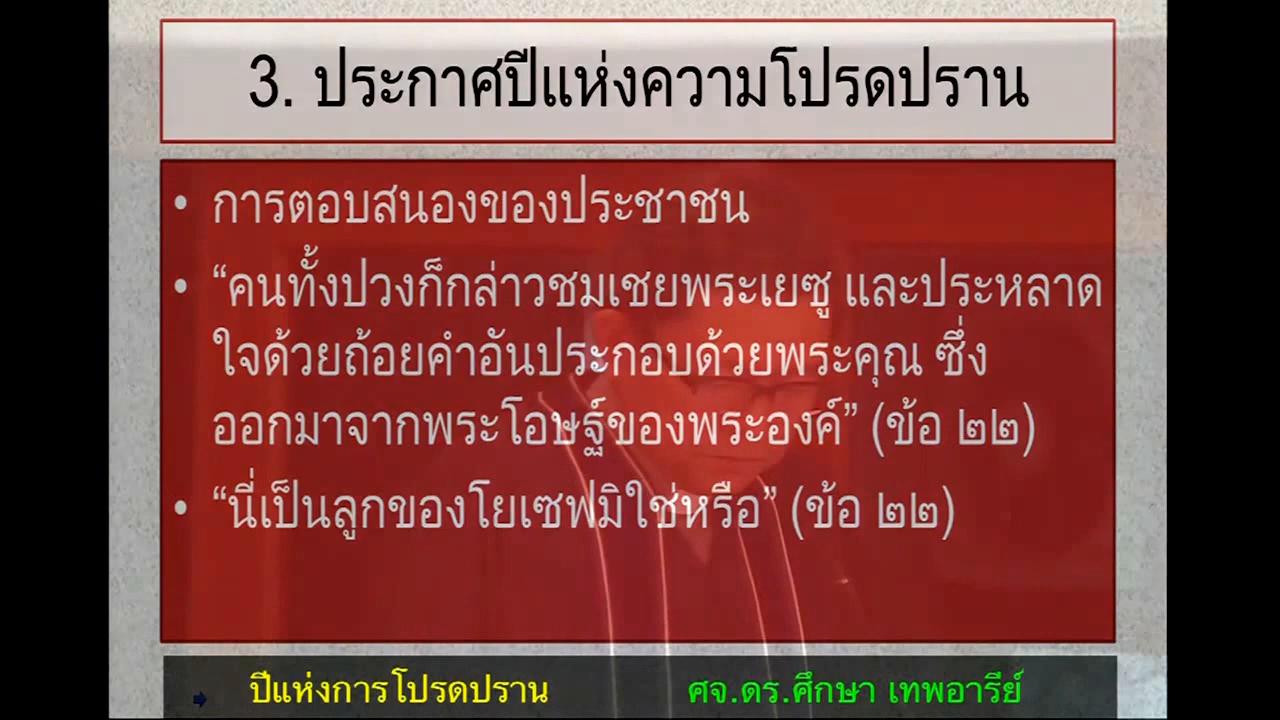 3. ประกาศปีแห่งความโปรดปราน
• การตอบสนองของประชาชน
• “คนทั้งปวงก็กล่าวชมเชยพระเยซู และประหลาด
ใจด้วยถ้อยคำอันประกอบด้วยพระคุณ ซึ่ง
ออกมาจากพระโอษฐ์ของพระองค์” (ข้อ ๒๒)
• “นี่เป็นลูกของโยเซฟมิใช่หรือ” (ข้อ ๒๒)
ปีแห่งการโปรดปราน ศจ.ดร.ศึกษา เทพอารีย์